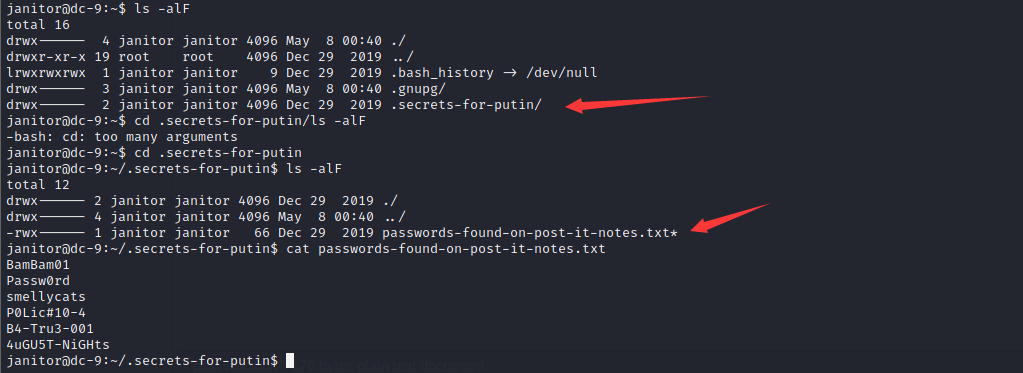 janitor@dc-9:~$ ls -alF
total 16
drwx------  4 janitor janitor 4096 May  8 00:40 ./
drwxr-xr-x 19 root    root    4096 Dec 29  2019 ../
lrwxrwxrwx  1 janitor janitor    9 Dec 29  2019 .bash_history -> /dev/null
drwx------  3 janitor janitor 4096 May  8 00:40 .gnupg/
drwx------  2 janitor janitor 4096 Dec 29  2019 .secrets-for-putin/
janitor@dc-9:~$ cd .secrets-for-putin/ls -alF
-bash: cd: too many arguments
janitor@dc-9:~$ cd .secrets-for-putin
janitor@dc-9:~/.secrets-for-putin$ ls -alF
total 12
drwx------ 2 janitor janitor 4096 Dec 29  2019 ./
drwx------ 4 janitor janitor 4096 May  8 00:40 ../
-rwx------ 1 janitor janitor   66 Dec 29  2019 passwords-found-on-post-it-notes.txt*
janitor@dc-9:~/.secrets-for-putin$ cat passwords-found-on-post-it-notes.txt
BamBam01
Passw0rd
smellycats
P0Lic#10-4
B4-Tru3-001
4uGU5T-NiGHts
janitor@dc-9:~/.secrets-for-putin$